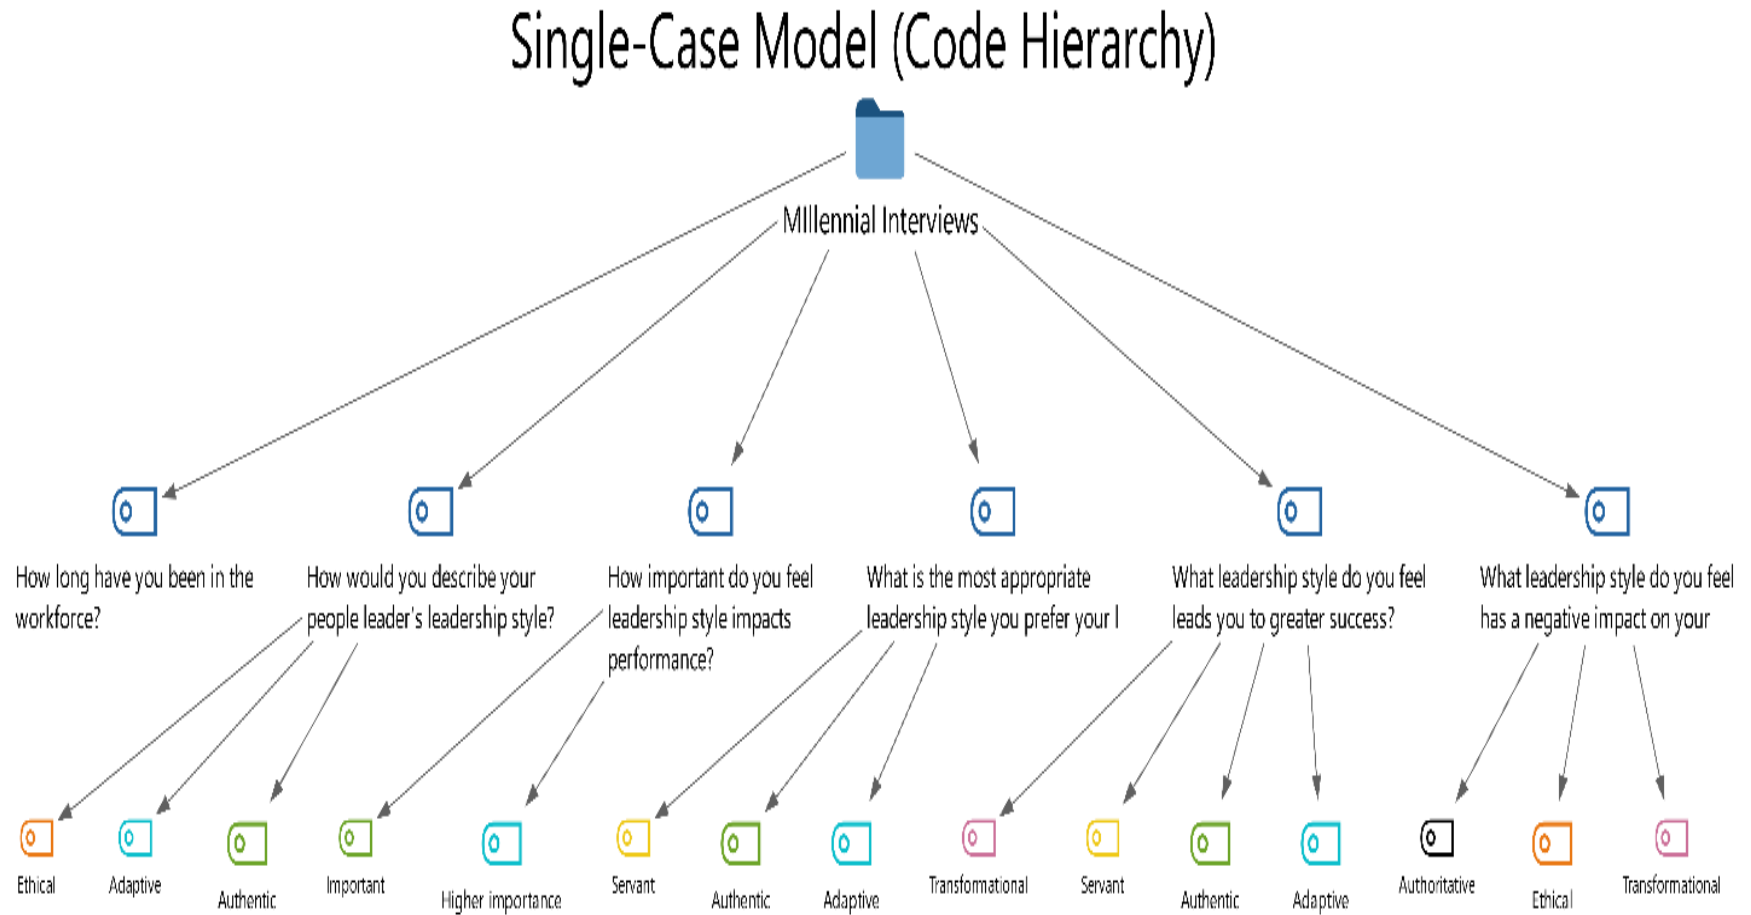 Single-Case Model (Code Hierarchy)
MIllennial Interviews
How long have you been in the
workforce?
How would you describe your
people leader's leadership style?
How important do you feel
leadership style impacts
performance?
What is the most appropriate
leadership style you prefer your l
What leadership style do you feel
leads you to greater success?
What leadership style do you feel
has a negative impact on your
Ethical
Adaptive
Authentic
Important
Higher importance
Servant
Authentic
Adaptive
Transformational
Servant
Authentic
Adaptive
Authoritative
Ethical
Transformational